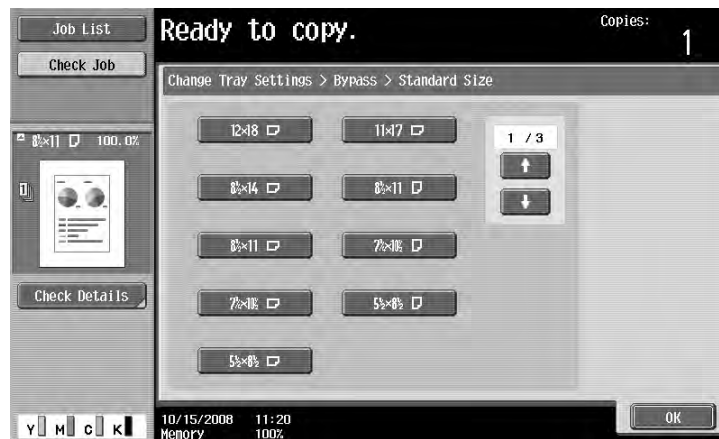 Job List
Check Job
8½×11 100.0%
1
Check Details
Y M C K
Ready to copy.
Copies:
1
Change Tray Settings > Bypass > Standard Size
12×18
11×17
8½×14
8½×11
8½×11
7¼×10½
7¼×10½
5½×8½
5½×8½
1 / 3
10/15/2008 11:20
Memory 100%
OK